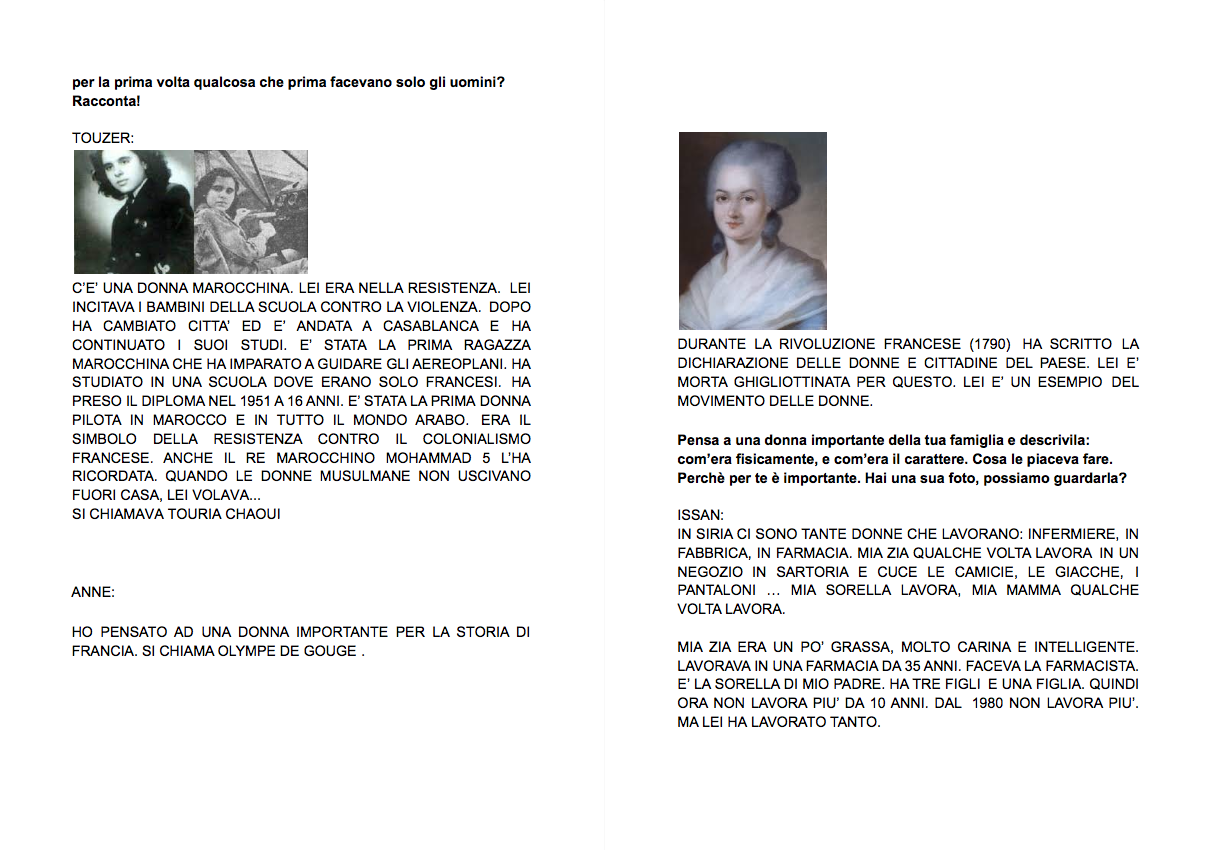 per la prima volta qualcosa che prima facevano solo gli uomini?
Racconta!
TOUZER:
C'E' UNA DONNA MAROCCHINA. LEI ERA NELLA RESISTENZA. LEI
INCITAVA I BAMBINI DELLA SCUOLA CONTRO LA VIOLENZA. DOPO
HA CAMBIATO CITTA' ED E' ANDATA A CASABLANCA E HA
CONTINUATO I SUOI STUDI. E' STATA LA PRIMA RAGAZZA
MAROCCHINA CHE HA IMPARATO A GUIDARE GLI AEREOPLANI. HA
STUDIATO IN UNA SCUOLA DOVE ERANO SOLO FRANCESI. HA
PRESO IL DIPLOMA NEL 1951 A 16 ANNI. E' STATA LA PRIMA DONNA
PILOTA IN MAROCCO E IN TUTTO IL MONDO ARABO. ERA IL
SIMBOLO DELLA RESISTENZA CONTRO IL COLONIALISMO
FRANCESE. ANCHE IL RE MAROCCHINO MOHAMMAD 5 L'HA
RICORDATA. QUANDO LE DONNE MUSULMANE NON USCIVANO
FUORI CASA, LEI VOLAVA...
SI CHIAMAVA TOURIA CHAOUI
ANNE:
HO PENSATO AD UNA DONNA IMPORTANTE PER LA STORIA DI
FRANCIA. SI CHIAMA OLYMPE DE GOUGE .
DURANTE LA RIVOLUZIONE FRANCESE (1790) HA SCRITTO LA
DICHIARAZIONE DELLE DONNE E CITTADINE DEL PAESE. LEI E'
MORTA GHIGLIOTTINATA PER QUESTO. LEI E' UN ESEMPIO DEL
MOVIMENTO DELLE DONNE.
Pensa a una donna importante della tua famiglia e descrivila:
com'era fisicamente, e com'era il carattere. Cosa le piaceva fare.
Perchè per te è importante. Hai una sua foto, possiamo guardarla?
ISSAN:
IN SIRIA CI SONO TANTE DONNE CHE LAVORANO: INFERMIERE, IN
FABBRICA, IN FARMACIA. MIA ZIA QUALCHE VOLTA LAVORA IN UN
NEGOZIO IN SARTORIA E CUCE LE CAMICIE, LE GIACCHE, I
PANTALONI … MIA SORELLA LAVORA, MIA MAMMA QUALCHE
VOLTA LAVORA.
MIA ZIA ERA UN PO' GRASSA, MOLTO CARINA E INTELLIGENTE.
LAVORAVA IN UNA FARMACIA DA 35 ANNI. FACEVA LA FARMACISTA.
E' LA SORELLA DI MIO PADRE. HA TRE FIGLI E UNA FIGLIA. QUINDI
ORA NON LAVORA PIU' DA 10 ANNI. DAL 1980 NON LAVORA PIU'.
MA LEI HA LAVORATO TANTO.